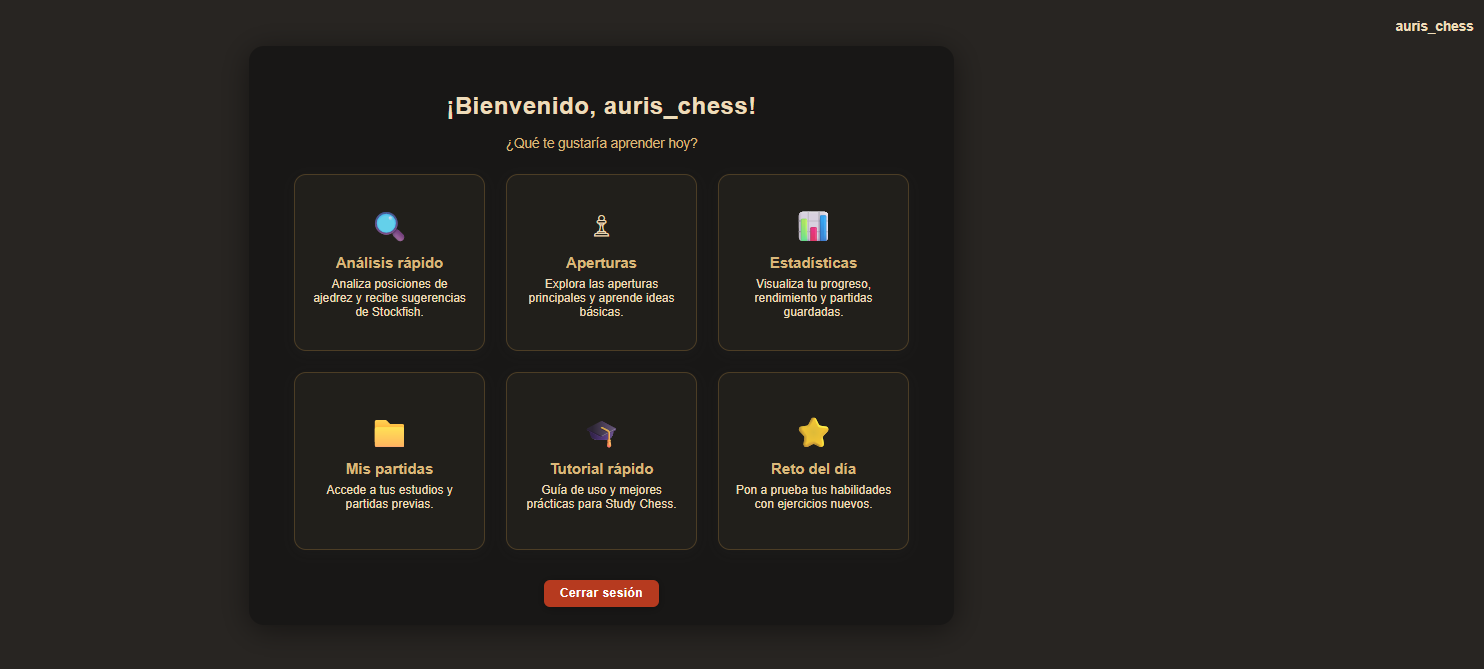 auris_chess
¡Bienvenido, auris_chess!
¿Qué te gustaría aprender hoy?
Análisis rápido
Analiza posiciones de
ajedrez y recibe sugerencias
de Stockfish.
Aperturas
Explora las aperturas
principales y aprende ideas
básicas.
Estadísticas
Visualiza tu progreso,
rendimiento y partidas
guardadas.
Mis partidas
Accede a tus estudios y
partidas previas.
Tutorial rápido
Guía de uso y mejores
prácticas para Study Chess.
Reto del día
Pon a prueba tus habilidades
con ejercicios nuevos.
Cerrar sesión